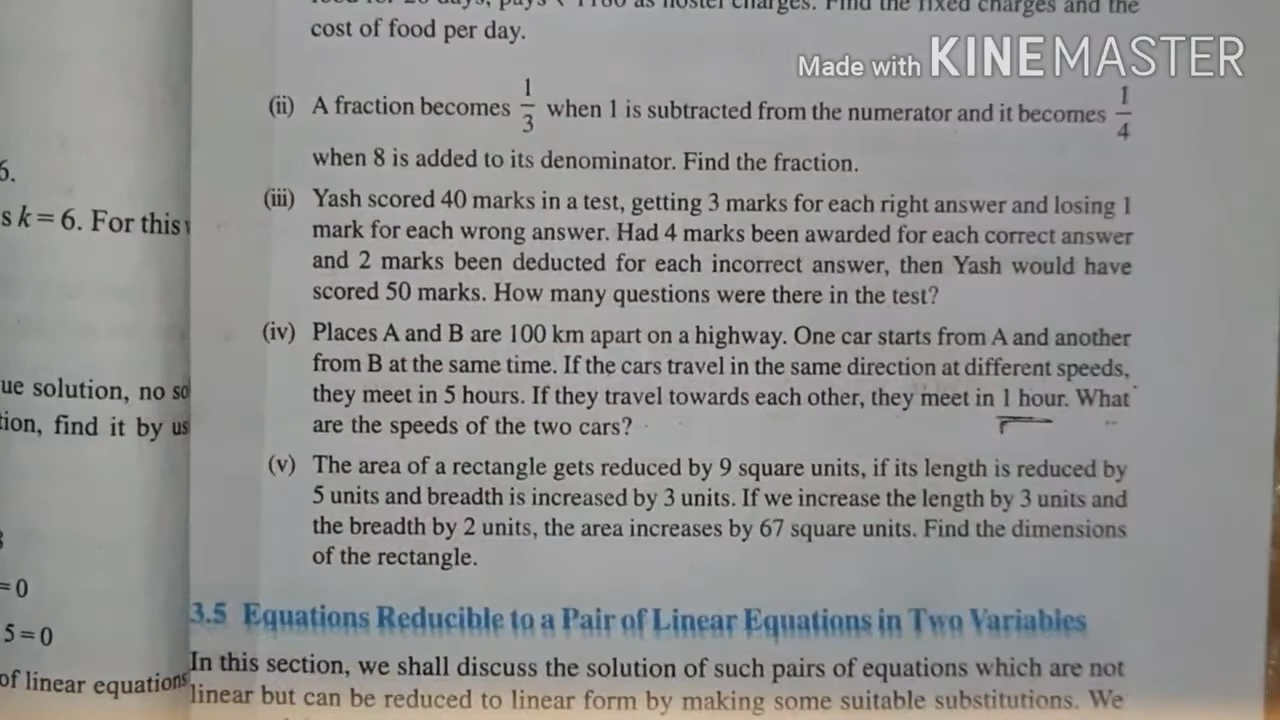 days, pays ₹ 1180 as hostel charges. Find the fixed charges and the
cost of food per day.
Made with KINEMASTER
(ii) A fraction becomes 1/3 when 1 is subtracted from the numerator and it becomes 1/4
when 8 is added to its denominator. Find the fraction.
5.
(iii) Yash scored 40 marks in a test, getting 3 marks for each right answer and losing 1
s k = 6. For this
mark for each wrong answer. Had 4 marks been awarded for each correct answer
and 2 marks been deducted for each incorrect answer, then Yash would have
scored 50 marks. How many questions were there in the test?
(iv) Places A and B are 100 km apart on a highway. One car starts from A and another
from B at the same time. If the cars travel in the same direction at different speeds,
ue solution, no so
they meet in 5 hours. If they travel towards each other, they meet in 1 hour. What
tion, find it by us
are the speeds of the two cars?
(v) The area of a rectangle gets reduced by 9 square units, if its length is reduced by
5 units and breadth is increased by 3 units. If we increase the length by 3 units and
the breadth by 2 units, the area increases by 67 square units. Find the dimensions
of the rectangle.
= 0
3.5 Equations Reducible to a Pair of Linear Equations in Two Variables
5 = 0
In this section, we shall discuss the solution of such pairs of equations which are not
of linear equations
linear but can be reduced to linear form by making some suitable substitutions. We